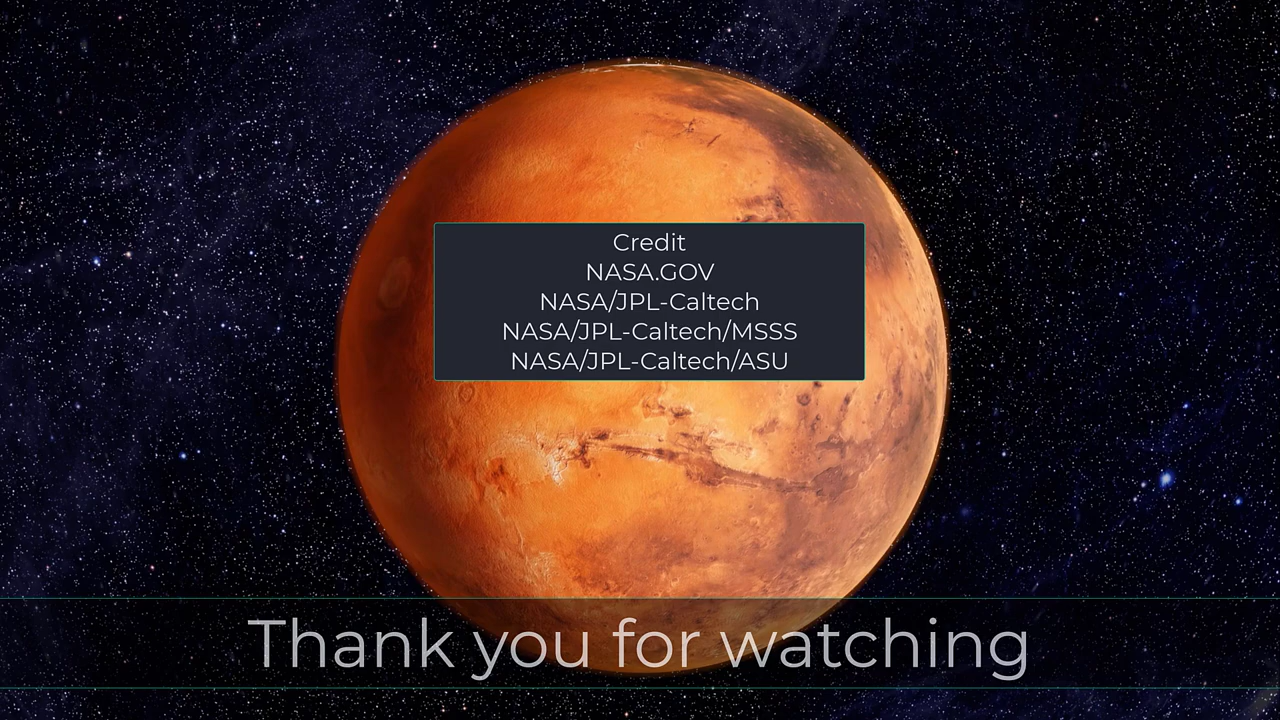 Credit
NASA.GOV
NASA/JPL-Caltech
NASA/JPL-Caltech/MSSS
NASA/JPL-Caltech/ASU
Thank you for watching